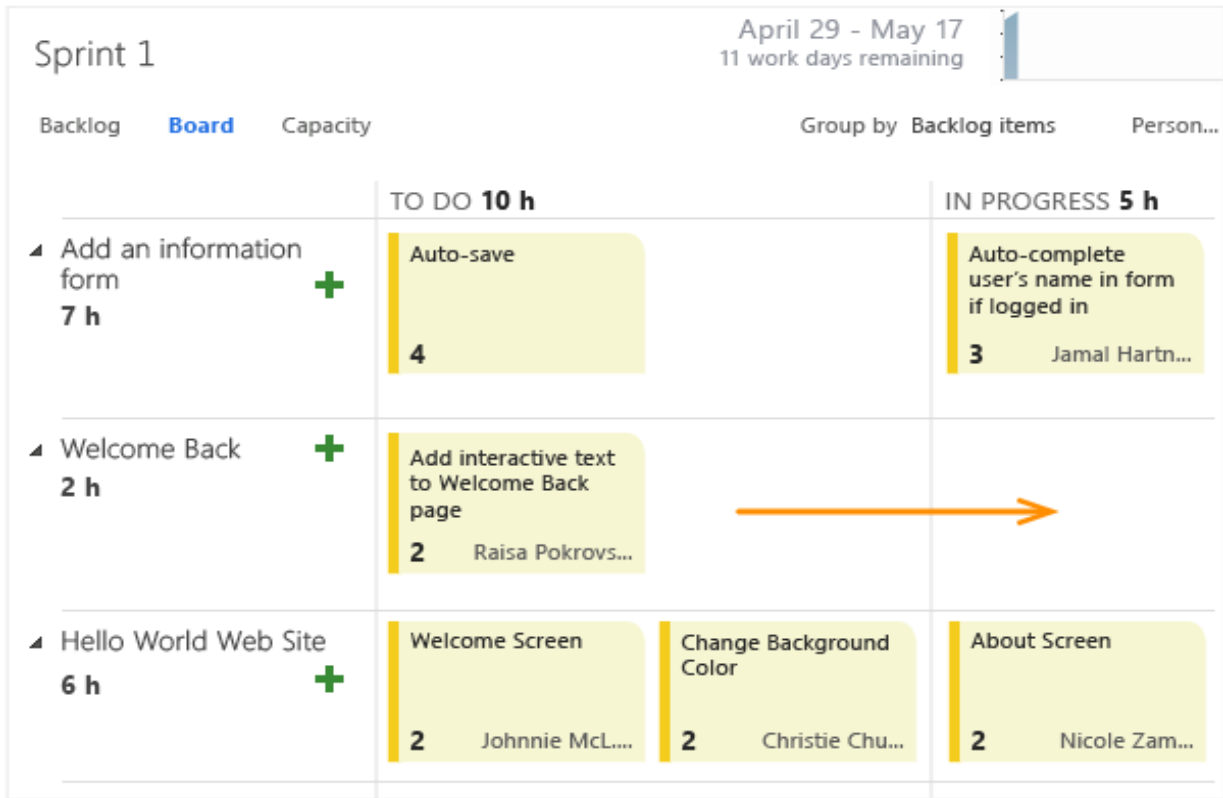 Sprint 1
April 29 - May 17
11 work days remaining
Backlog Board Capacity
Group by Backlog items Person...
TO DO 10 h
IN PROGRESS 5 h
Add an information
form
7 h
Auto-save
4
Auto-complete
user's name in form
if logged in
3 Jamal Hartn...
Welcome Back
2 h
Add interactive text
to Welcome Back
page
2 Raisa Pokrovs...
Hello World Web Site
6 h
Welcome Screen
2 Johnnie McL....
Change Background
Color
2 Christie Chu...
About Screen
2 Nicole Zam...